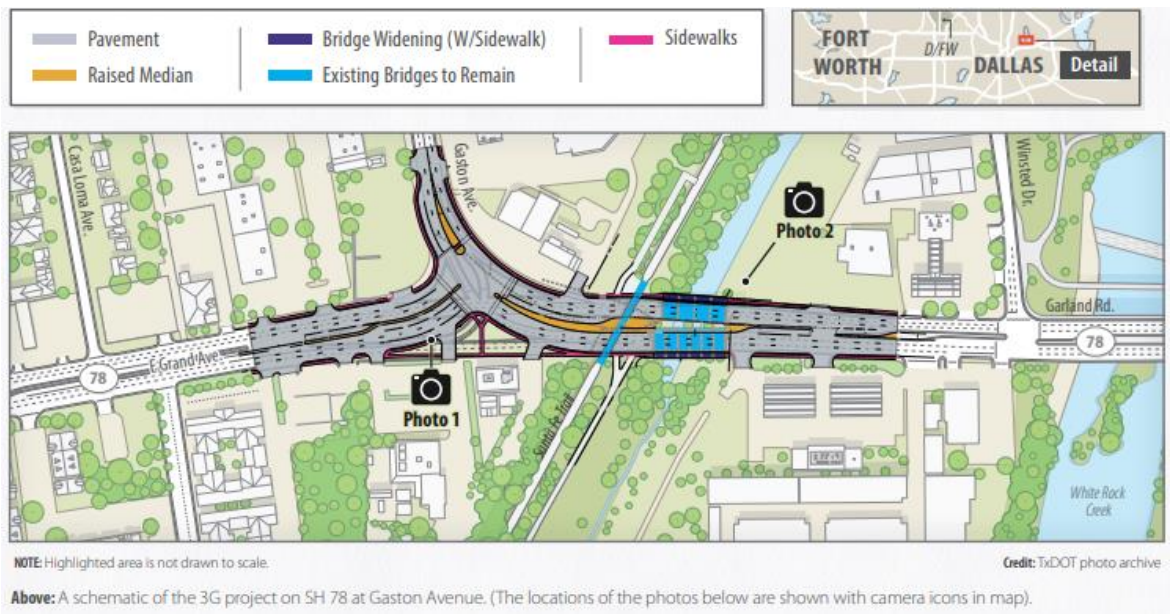 Pavement
Raised Median
Bridge Widening (W/Sidewalk)
Existing Bridges to Remain
Sidewalks
FORT
WORTH
D/FW
DALLAS
Detail
Casa Loma Ave.
Gaston Ave.
Winsted Dr.
Photo 2
Garland Rd.
78
E Grand Ave.
78
Photo 1
Santa Fe Trail
White Rock
Creek
NOTE: Highlighted area is not drawn to scale.
Credit: TxDOT photo archive
Above: A schematic of the 3G project on SH 78 at Gaston Avenue. (The locations of the photos below are shown with camera icons in map).